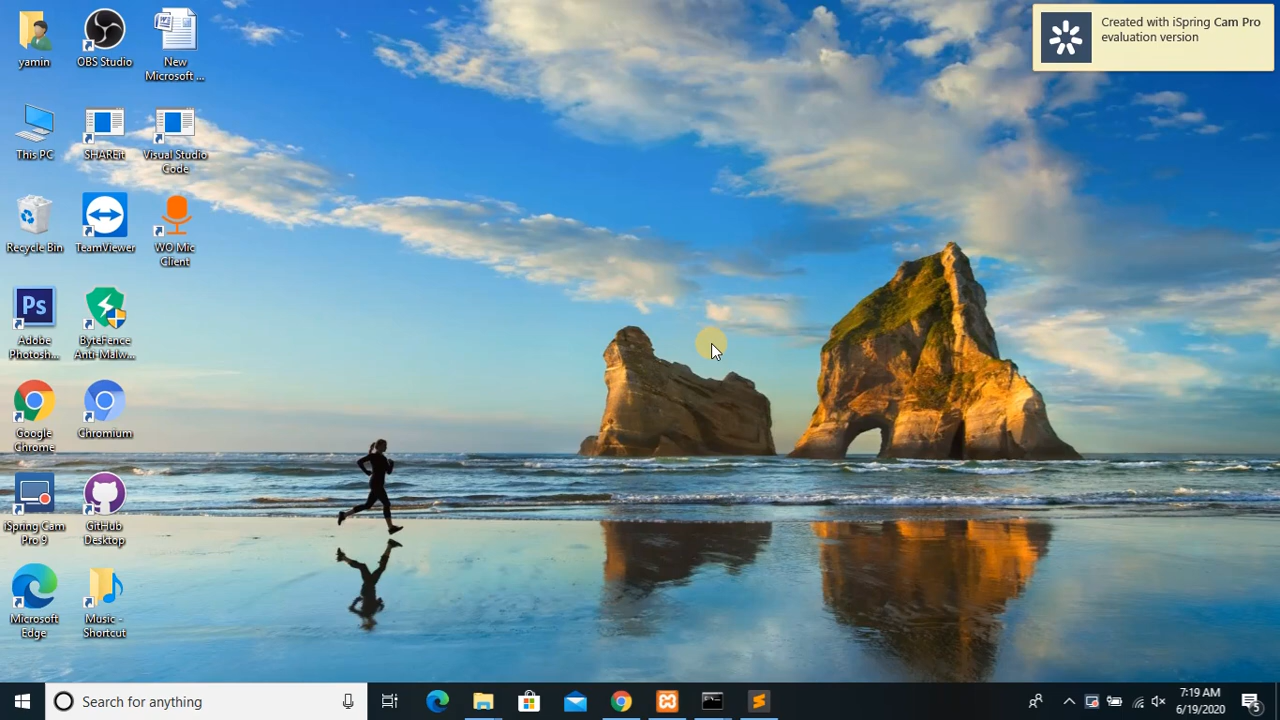 yamin
OBS Studio
New
Microsoft ...
This PC
SHAREit
Visual Studio
Code
Recycle Bin
TeamViewer
WO Mic
Client
Ps
Adobe
Photosh...
ByteFence
Anti-Malw...
Google
Chrome
Chromium
iSpring Cam
Pro 9
GitHub
Desktop
Microsoft
Edge
Music -
Shortcut
Created with iSpring Cam Pro
evaluation version
Search for anything
7:19 AM
6/19/2020
5